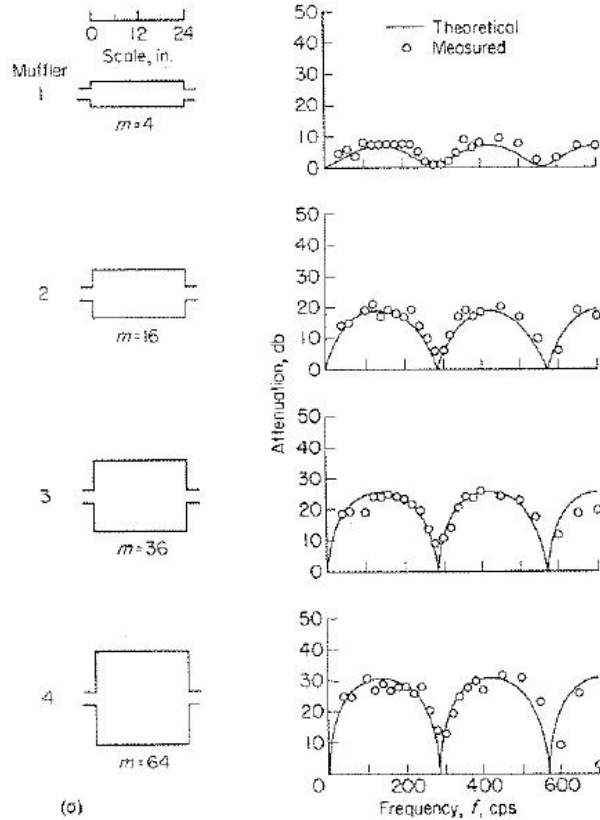 0 12 24
Scale, in.
Muffler
1
m=4
Theoretical
Measured
50
40
30
20
10
0
2
m=16
50
40
30
20
10
0
Attenuation, db
3
m=36
50
40
30
20
10
0
4
m=64
50
40
30
20
10
0
0 200 400 600
Frequency, f, cps
(a)